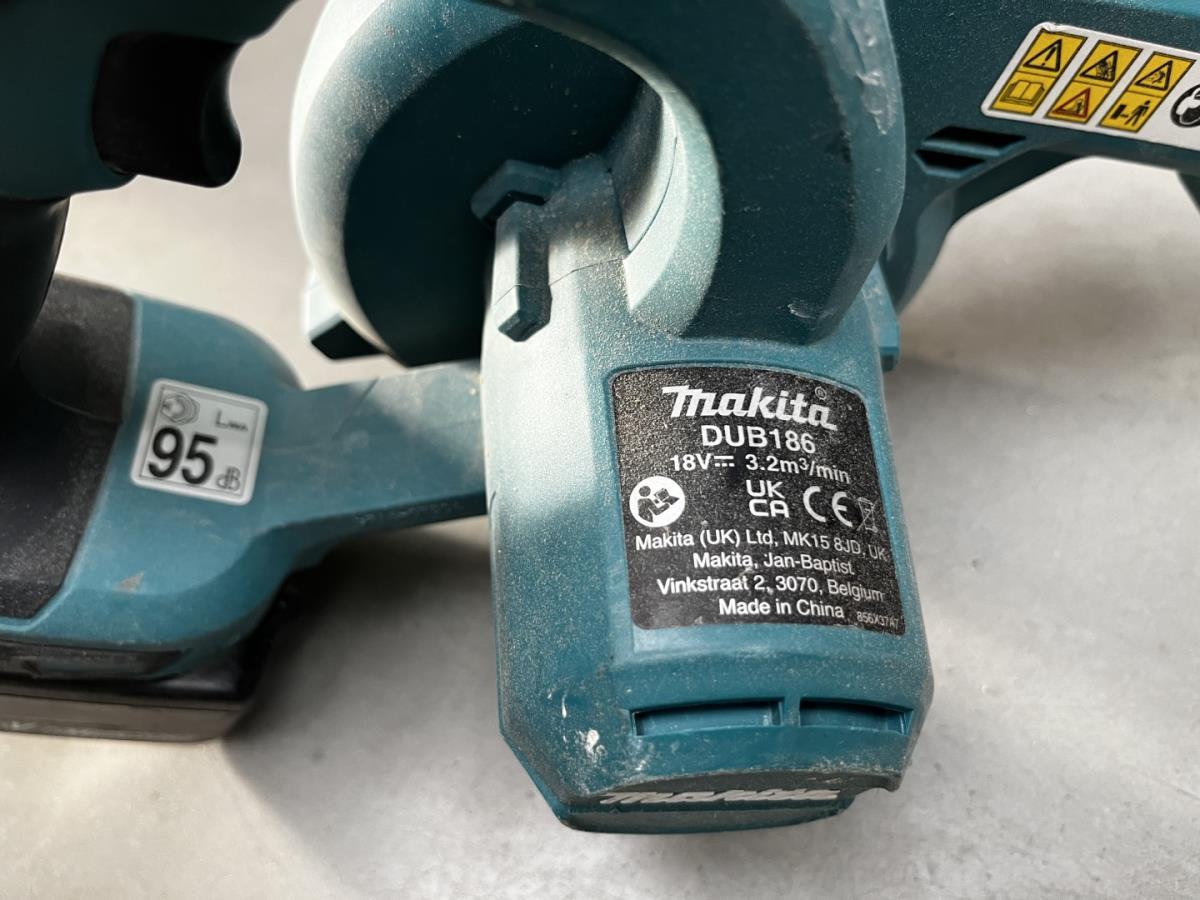 LWA
95 dB
Makita
DUB186
18V⎓ 3.2m³/min
UK
CA CE
Makita (UK) Ltd, MK15 8JD, UK
Makita, Jan-Baptist
Vinkstraat 2, 3070, Belgium
Made in China 856X37A7
Makita